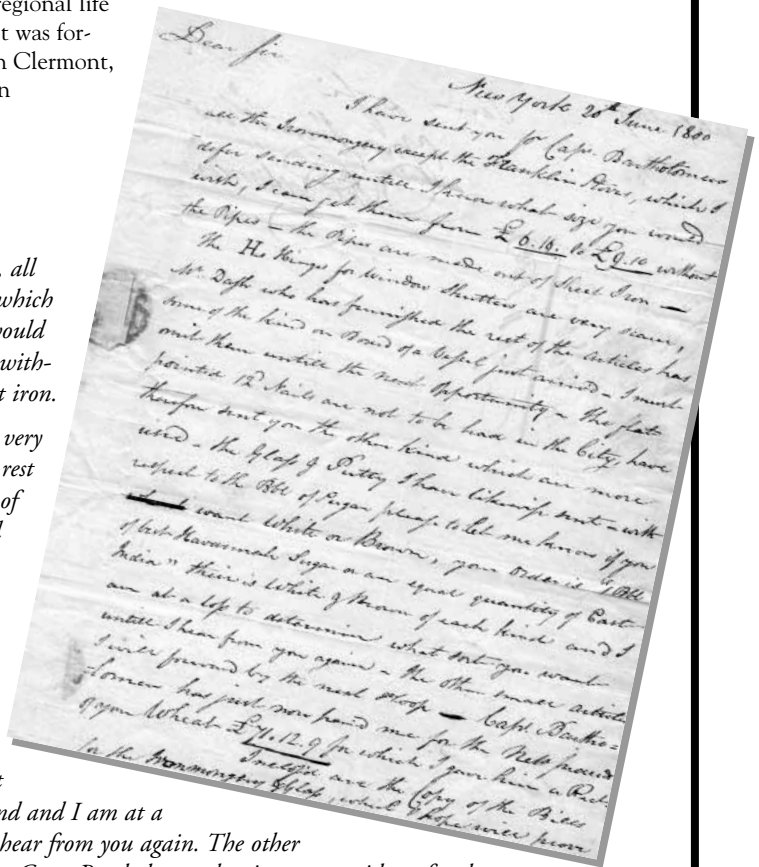 regional life
t was for-
n Clermont,
n
, all
which
ould
with-
t iron.
very
rest
of
l
t
nd and I am at a
hear from you again. The other
Dear Sir
New York 20th June 1800
I have sent you for Capt. Bartholomew
all the Ironmongery except the Franklin Stoves, which I
defer sending untill I know what size you would
with, I can get them from £6.16. to £9.10 without
the Pipes – the Pipes are made out of Sheet Iron –
the Ho Hinges for Window Shutters are very scarce,
Mr. Dash who has furnished the rest of the articles has
some of the kind on Board of a Vessel just arrived – I must
omit them untill the next Opportunity – the flat
pointed 12d Nails are not to be had in the City have
therefore sent you the other kind which are more
used – the Glass & Putty I have likewise sent – with
respect to the Bbl of Sugar please to let me know if you
want White or Brown, your order is "1 Bbl
of best Havannah Sugar or an equal quantity of East
India" there is White & Brown of each kind and I
am at a loss to determine what sort you want
untill I hear from you again – the other small articles
I will forward by the next sloop – Capt. Bartho=
-lomew has just now paid me for the Nett proceeds
of your Wheat £71.12.9 for which I gave him a Rect.
Inclosed are the Copy of the Bills
for the Ironmongery & Glass, which I hope will prove